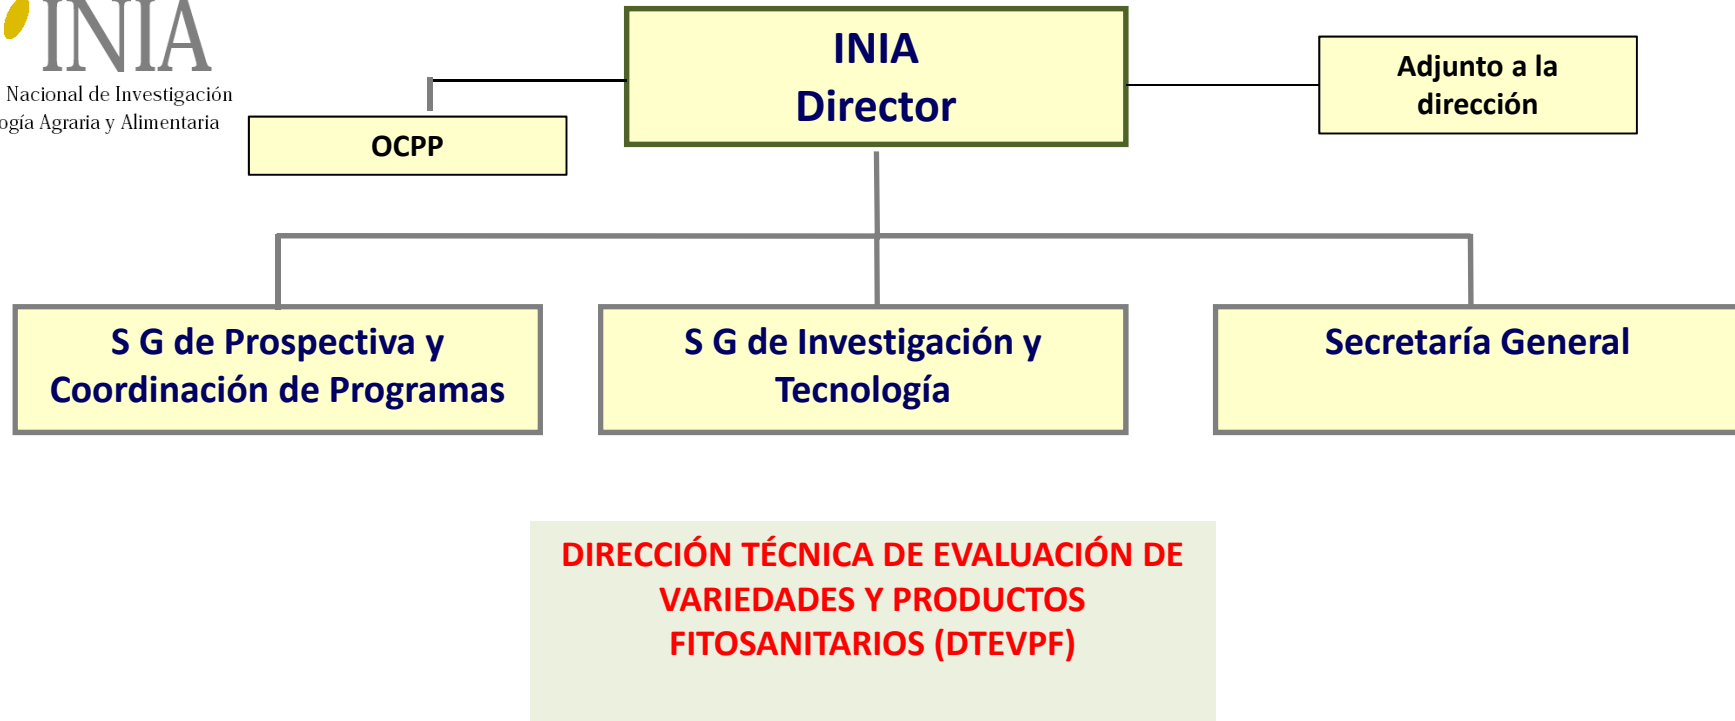 INIA
Nacional de Investigación
ogía Agraria y Alimentaria
INIA
Director
Adjunto a la
dirección
OCPP
S G de Prospectiva y
Coordinación de Programas
S G de Investigación y
Tecnología
Secretaría General
DIRECCIÓN TÉCNICA DE EVALUACIÓN DE
VARIEDADES Y PRODUCTOS
FITOSANITARIOS (DTEVPF)